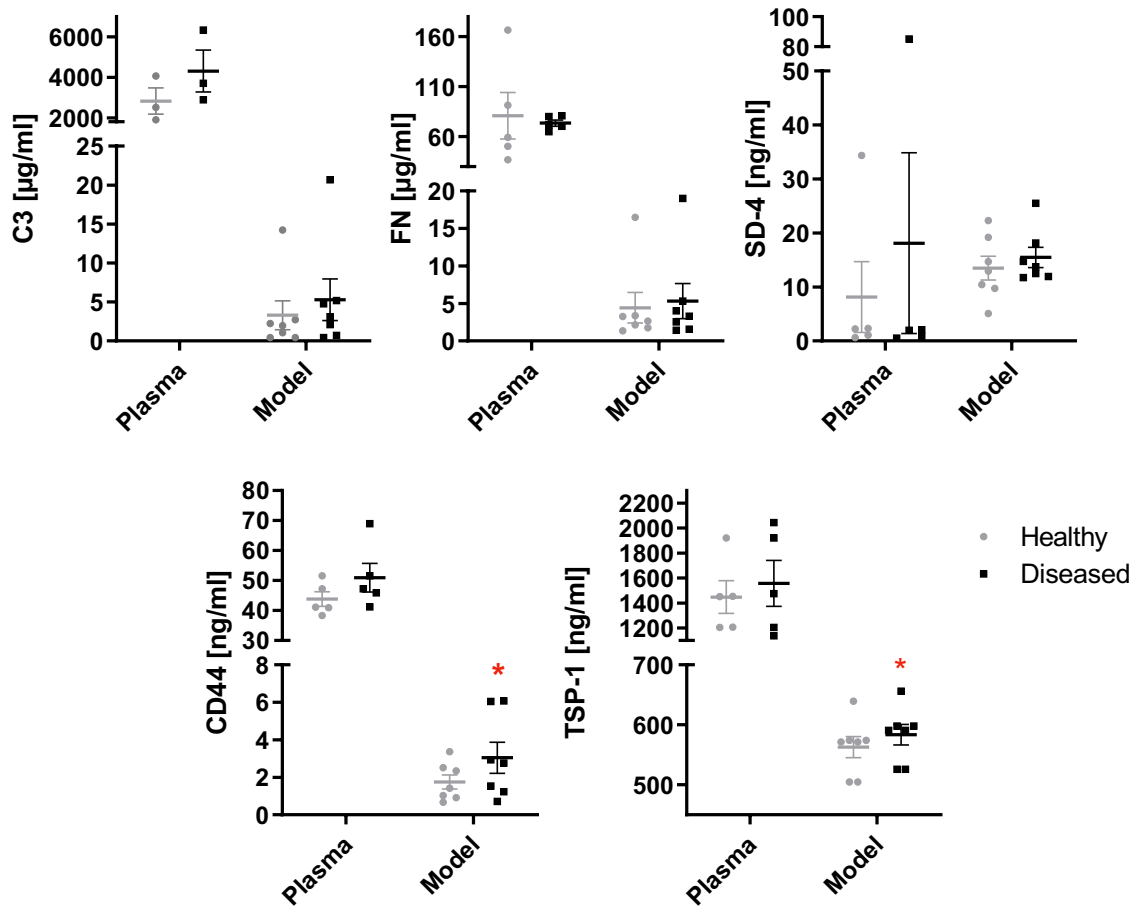 C3 [µg/ml]
6000
4000
2000
25
20
15
10
5
0
Plasma
Model
FN [µg/ml]
160
110
60
20
15
10
5
0
Plasma
Model
SD-4 [ng/ml]
100
80
50
40
30
20
10
0
Plasma
Model
CD44 [ng/ml]
80
70
60
50
40
30
8
6
4
2
0
*
Plasma
Model
TSP-1 [ng/ml]
2200
2000
1800
1600
1400
1200
700
600
500
*
Plasma
Model
Healthy
Diseased